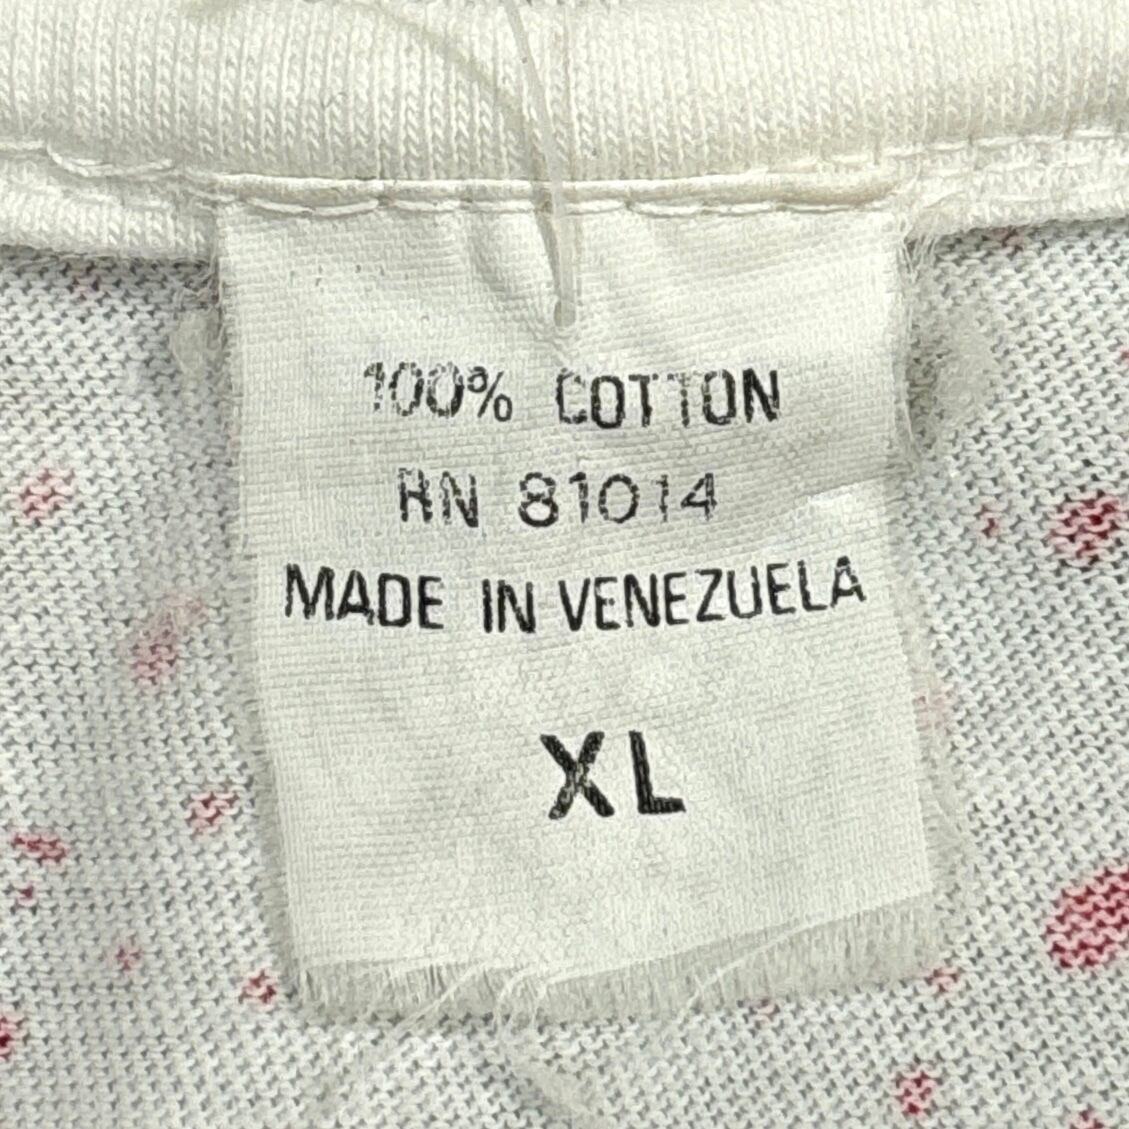 100% COTTON
RN 81014
MADE IN VENEZUELA
XL